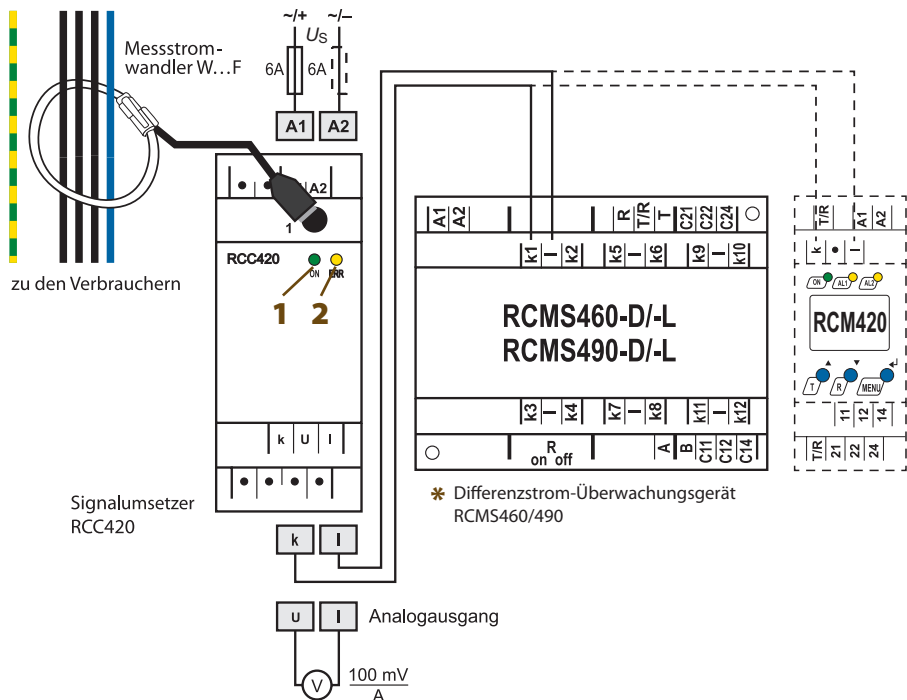 ~/+ ~/–
US
6A 6A
Messstrom-
wandler W…F
A1 A2
A2
1
RCC420
ON ERR
1 2
zu den Verbrauchern
k U I
Signalumsetzer
RCC420
k l
U l Analogausgang
V
100 mV
A
A1 A2 R T/R T C21 C22 C24
k1 l k2 k5 l k6 k9 l k10
RCMS460-D/-L
RCMS490-D/-L
k3 l k4 k7 l k8 k11 l k12
R
on off
A B C11 C12 C14
* Differenzstrom-Überwachungsgerät
RCMS460/490
T/R A1 A2
k l
ON AL1 AL2
RCM420
T R MENU
11 12 14
T/R 21 22 24